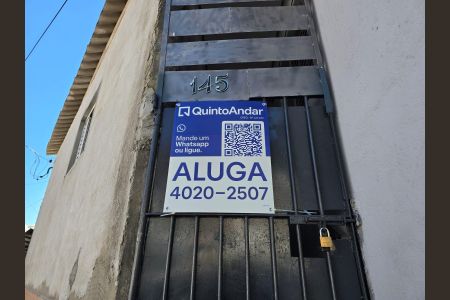 145
QuintoAndar
Mande um
Whatsapp
ou ligue.
ALUGA
4020-2507